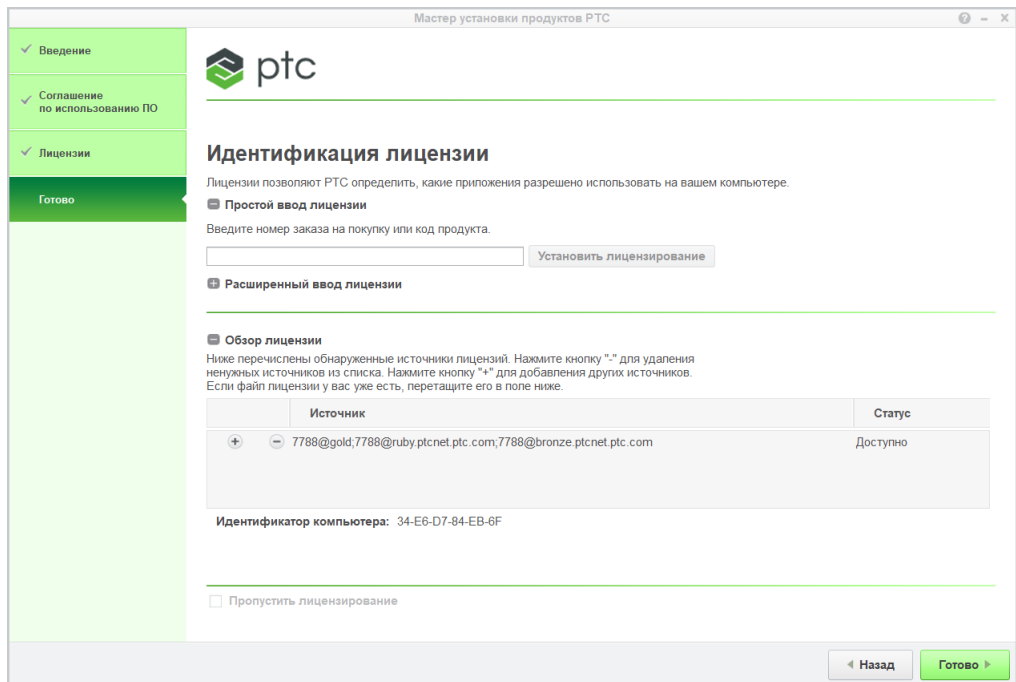 Мастер установки продуктов PTC
Введение
Соглашение
по использованию ПО
Лицензии
Готово
ptc
Идентификация лицензии
Лицензии позволяют PTC определить, какие приложения разрешено использовать на вашем компьютере.
Простой ввод лицензии
Введите номер заказа на покупку или код продукта.
Установить лицензирование
Расширенный ввод лицензии
Обзор лицензии
Ниже перечислены обнаруженные источники лицензий. Нажмите кнопку "-" для удаления
ненужных источников из списка. Нажмите кнопку "+" для добавления других источников.
Если файл лицензии у вас уже есть, перетащите его в поле ниже.
Источник Статус
7788@gold;7788@ruby.ptcnet.ptc.com;7788@bronze.ptcnet.ptc.com Доступно
Идентификатор компьютера: 34-E6-D7-84-EB-6F
Пропустить лицензирование
Назад Готово